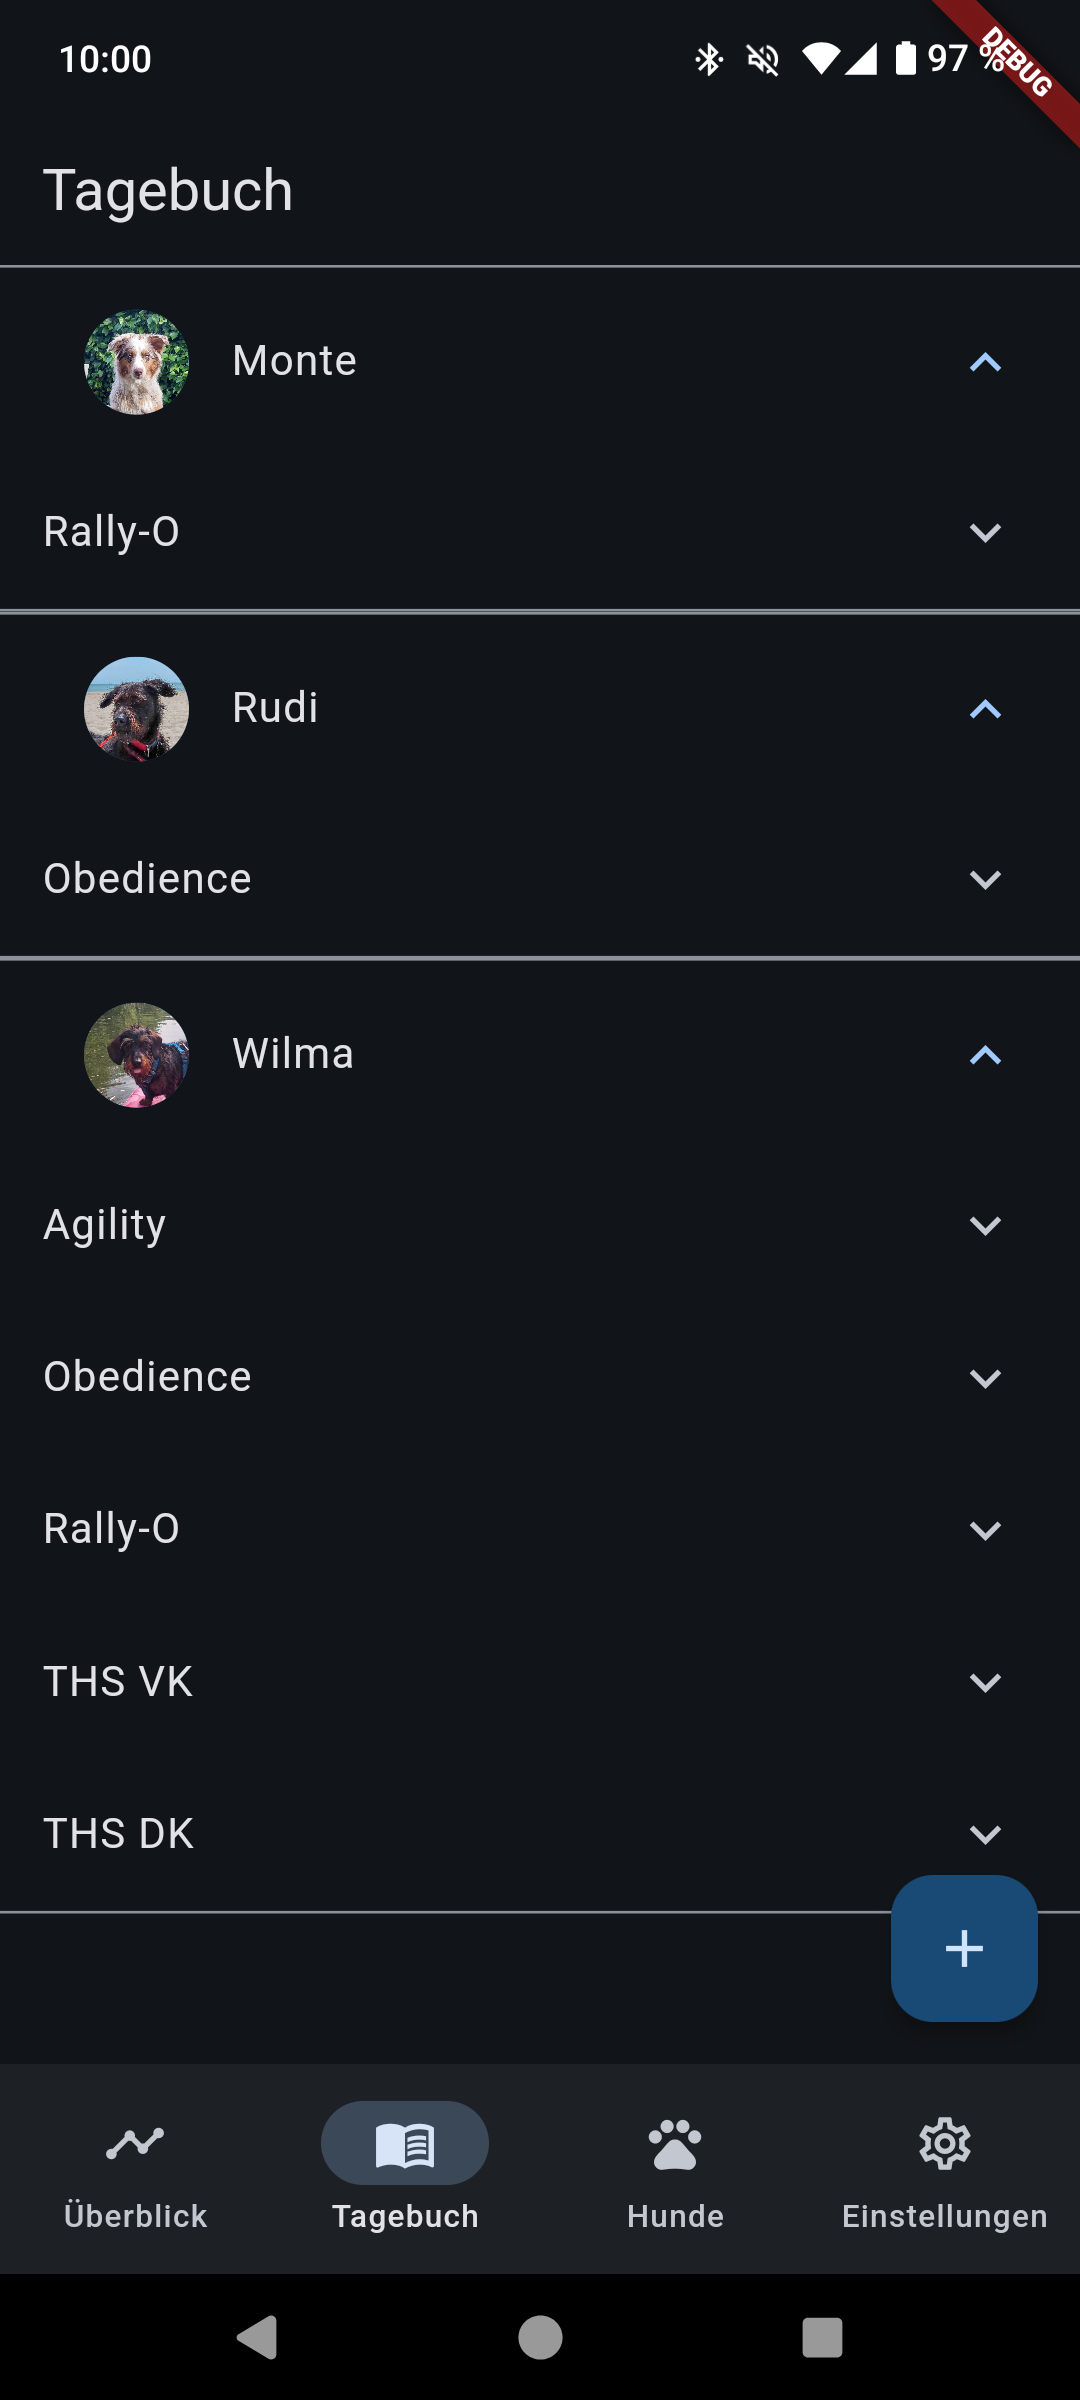 10:00
97 %
DEBUG
Tagebuch
Monte
Rally-O
Rudi
Obedience
Wilma
Agility
Obedience
Rally-O
THS VK
THS DK
Überblick
Tagebuch
Hunde
Einstellungen